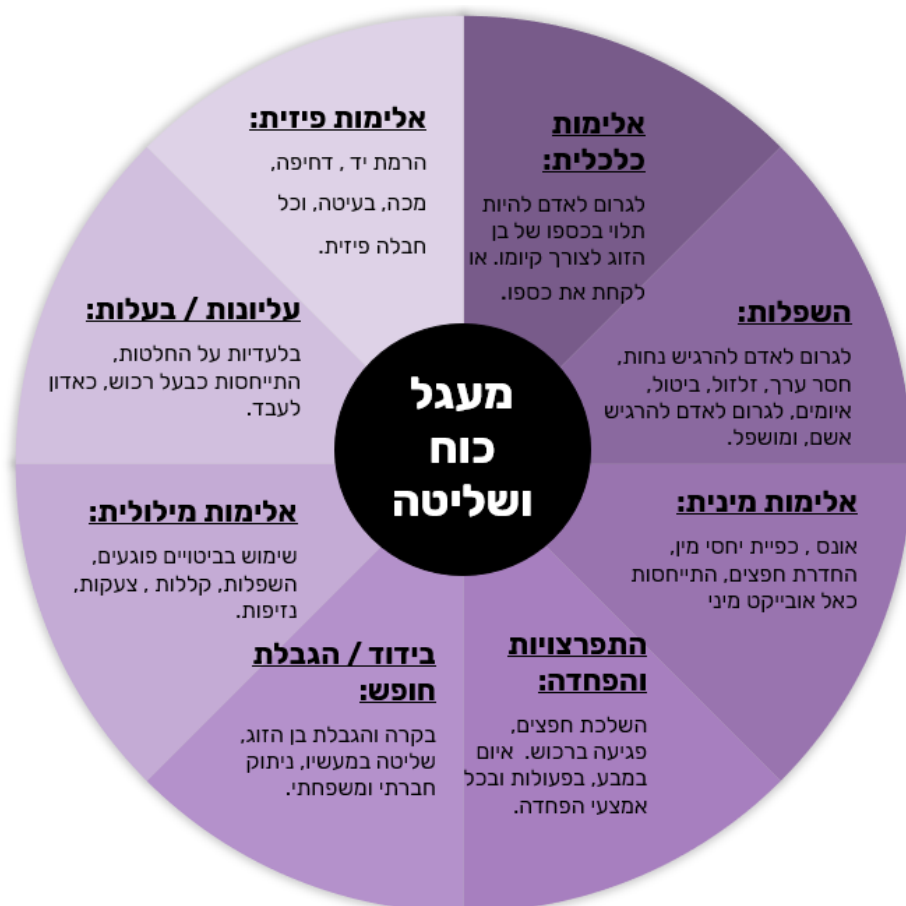 מעגל
כוח
ושליטה
אלימות
כלכלית:
לגרום לאדם להיות
תלוי בכספו של בן
הזוג לצורך קיומו. או
לקחת את כספו.
השפלות:
לגרום לאדם להרגיש נחות,
חסר ערך, זלזול, ביטול,
איומים, לגרום לאדם להרגיש
אשם, ומושפל.
אלימות מינית:
אונס , כפיית יחסי מין,
החדרת חפצים, התייחסות
כאל אובייקט מיני
התפרצויות
והפחדה:
השלכת חפצים,
פגיעה ברכוש. איום
במבע, בפעולות ובכל
אמצעי הפחדה.
בידוד / הגבלת
חופש:
בקרה והגבלת בן הזוג,
שליטה במעשיו, ניתוק
חברתי ומשפחתי.
אלימות מילולית:
שימוש בביטויים פוגעים,
השפלות, קללות , צעקות,
נזיפות.
עליונות / בעלות:
בלעדיות על החלטות,
התייחסות כבעל רכוש, כאדון
לעבד.
אלימות פיזית:
הרמת יד , דחיפה,
מכה, בעיטה, וכל
חבלה פיזית.